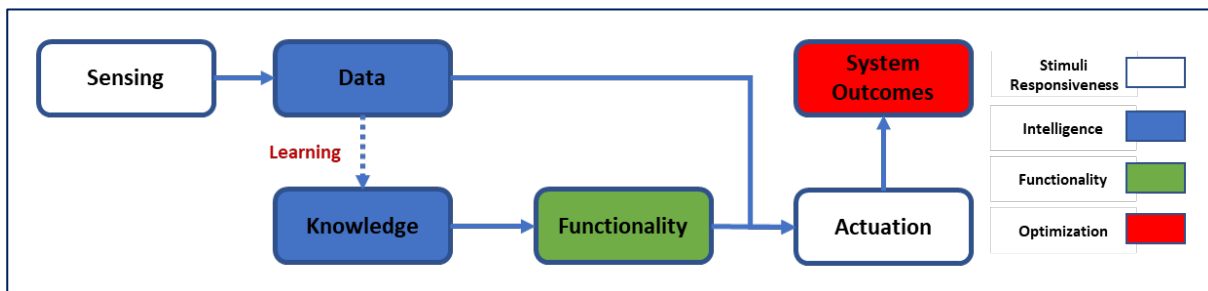 Sensing
Data
System
Outcomes
Learning
Knowledge
Functionality
Actuation
Stimuli
Responsiveness
Intelligence
Functionality
Optimization